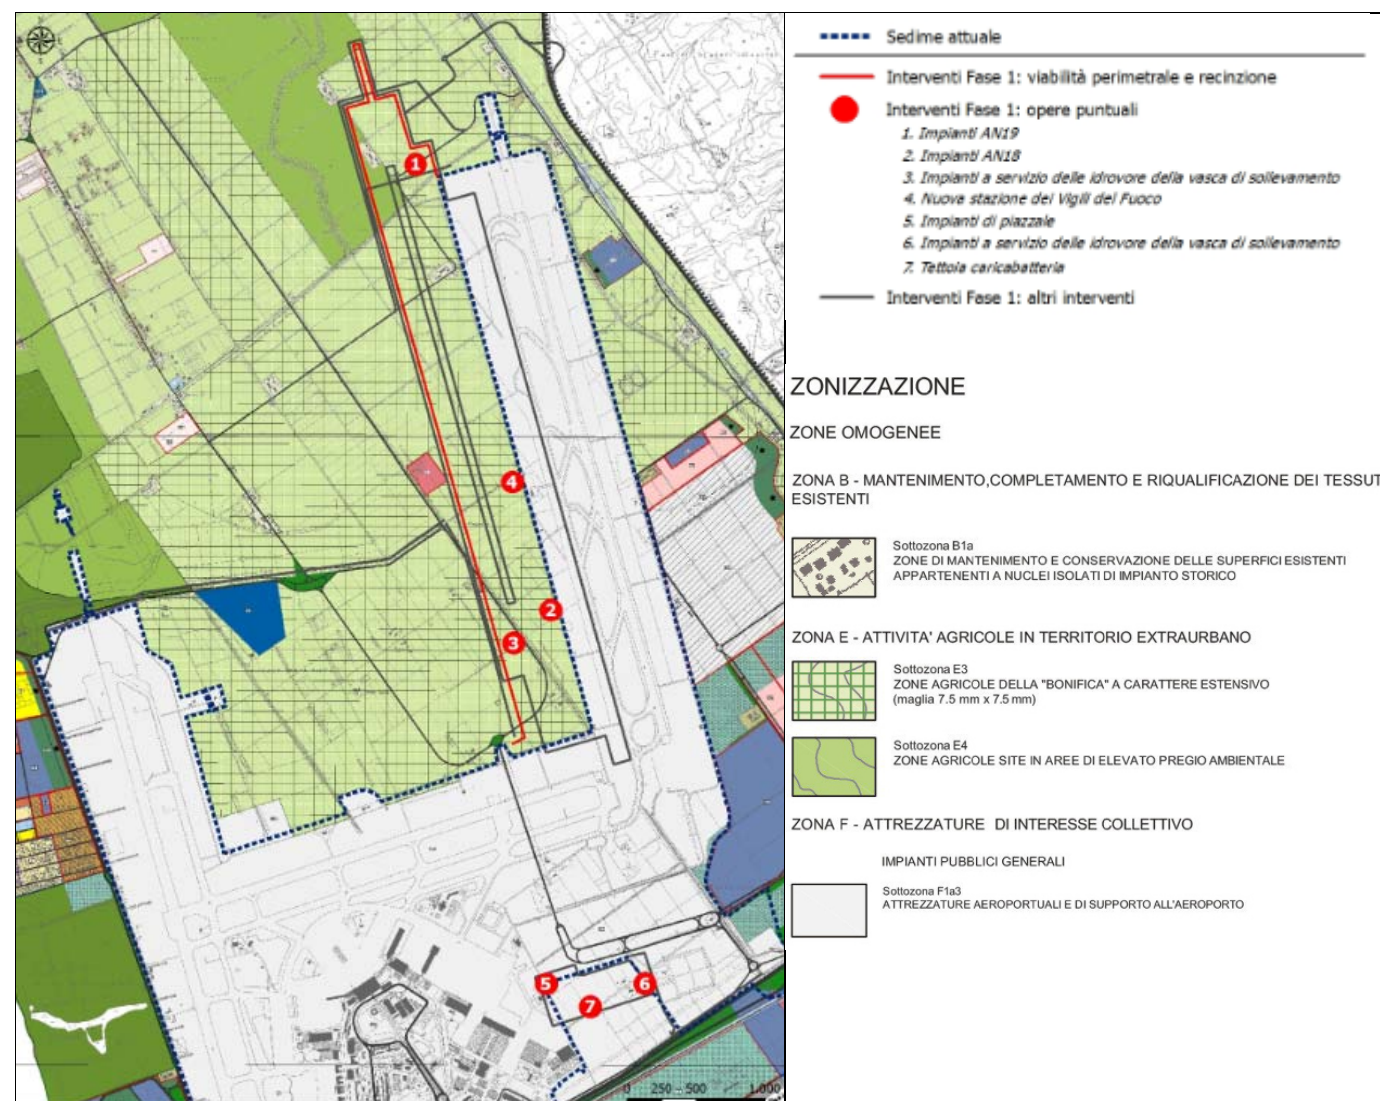 Sedime attuale
Interventi Fase 1: viabilità perimetrale e recinzione
Interventi Fase 1: opere puntuali
1. Impianti AN19
2. Impianti AN18
3. Impianti a servizio delle idrovore della vasca di sollevamento
4. Nuova stazione dei Vigili del Fuoco
5. Impianti di piazzale
6. Impianti a servizio delle idrovore della vasca di sollevamento
7. Tettoia caricabatteria
Interventi Fase 1: altri interventi
ZONIZZAZIONE
ZONE OMOGENEE
ZONA B - MANTENIMENTO,COMPLETAMENTO E RIQUALIFICAZIONE DEI TESSUT
ESISTENTI
Sottozona B1a
ZONE DI MANTENIMENTO E CONSERVAZIONE DELLE SUPERFICI ESISTENTI
APPARTENENTI A NUCLEI ISOLATI DI IMPIANTO STORICO
ZONA E - ATTIVITA' AGRICOLE IN TERRITORIO EXTRAURBANO
Sottozona E3
ZONE AGRICOLE DELLA "BONIFICA" A CARATTERE ESTENSIVO
(maglia 7.5 mm x 7.5 mm)
Sottozona E4
ZONE AGRICOLE SITE IN AREE DI ELEVATO PREGIO AMBIENTALE
ZONA F - ATTREZZATURE DI INTERESSE COLLETTIVO
IMPIANTI PUBBLICI GENERALI
Sottozona F1a3
ATTREZZATURE AEROPORTUALI E DI SUPPORTO ALL'AEROPORTO
1
4
2
3
5
6
7
0 250 500 1.000